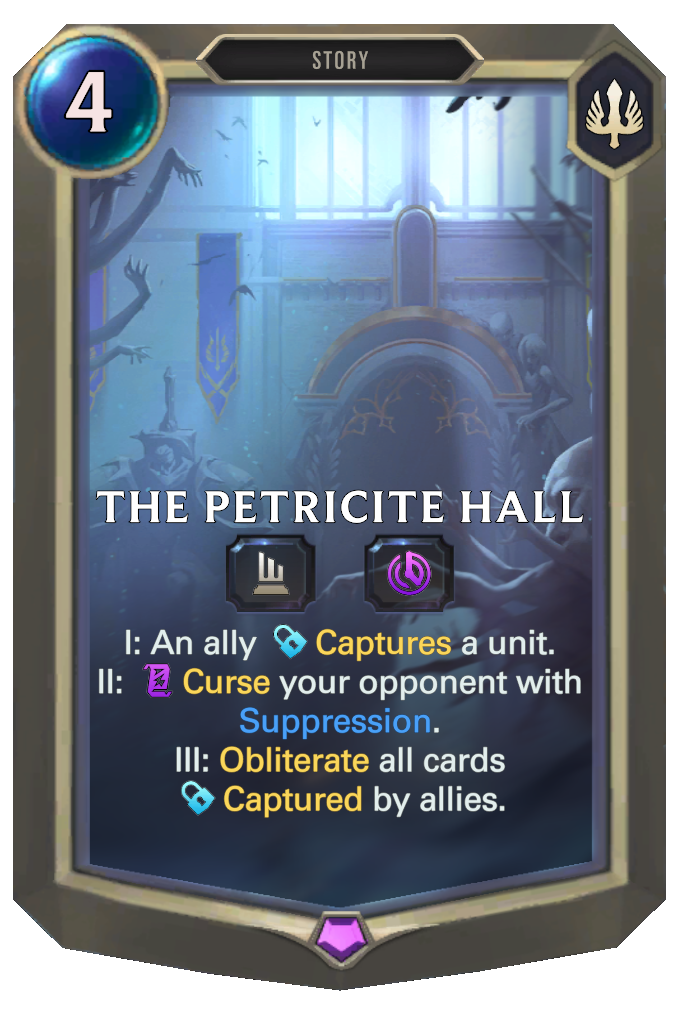 STORY
4
THE PETRICITE HALL
I: An ally Captures a unit.
II: Curse your opponent with
Suppression.
III: Obliterate all cards
Captured by allies.